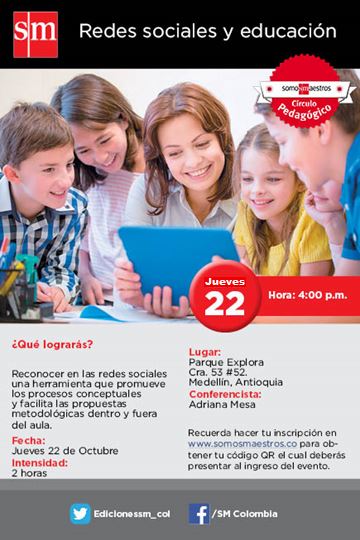 sm
Redes sociales y educación
somosmaestros
Círculo
Pedagógico
Jueves
22
Hora: 4:00 p.m.
¿Qué lograrás?
Reconocer en las redes sociales
una herramienta que promueve
los procesos conceptuales
y facilita las propuestas
metodológicas dentro y fuera
del aula.
Fecha:
Jueves 22 de Octubre
Intensidad:
2 horas
Lugar:
Parque Explora
Cra. 53 #52.
Medellín, Antioquia
Conferencista:
Adriana Mesa
Recuerda hacer tu inscripción en
www.somosmaestros.co para ob-
tener tu código QR el cual deberás
presentar al ingreso del evento.
Edicionessm_col
/SM Colombia